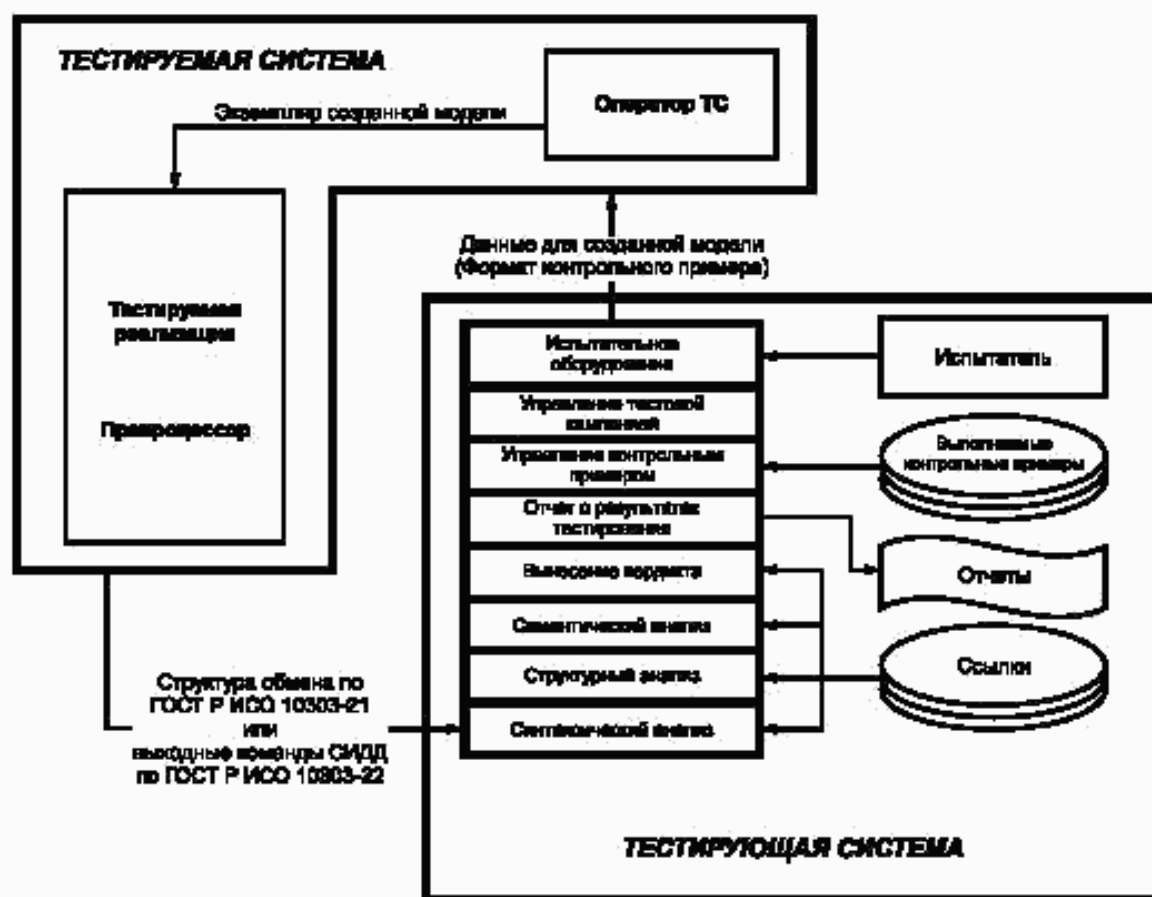 ТЕСТИРУЕМАЯ СИСТЕМА
Оператор ТС
Экземпляр созданной модели
Тестируемая
реализация
Препроцессор
Данные для созданной модели
(Формат контрольного примера)
Испытательное
оборудование
Управление тестовой
кампанией
Управление контрольным
примером
Отчет о результатах
тестирования
Вынесение вердикта
Семантический анализ
Структурный анализ
Синтаксический анализ
Испытатель
Выполняемые
контрольные примеры
Отчеты
Ссылки
Структура обмена по
ГОСТ Р ИСО 10303-21
или
выходные команды СИДД
по ГОСТ Р ИСО 10303-22
ТЕСТИРУЮЩАЯ СИСТЕМА